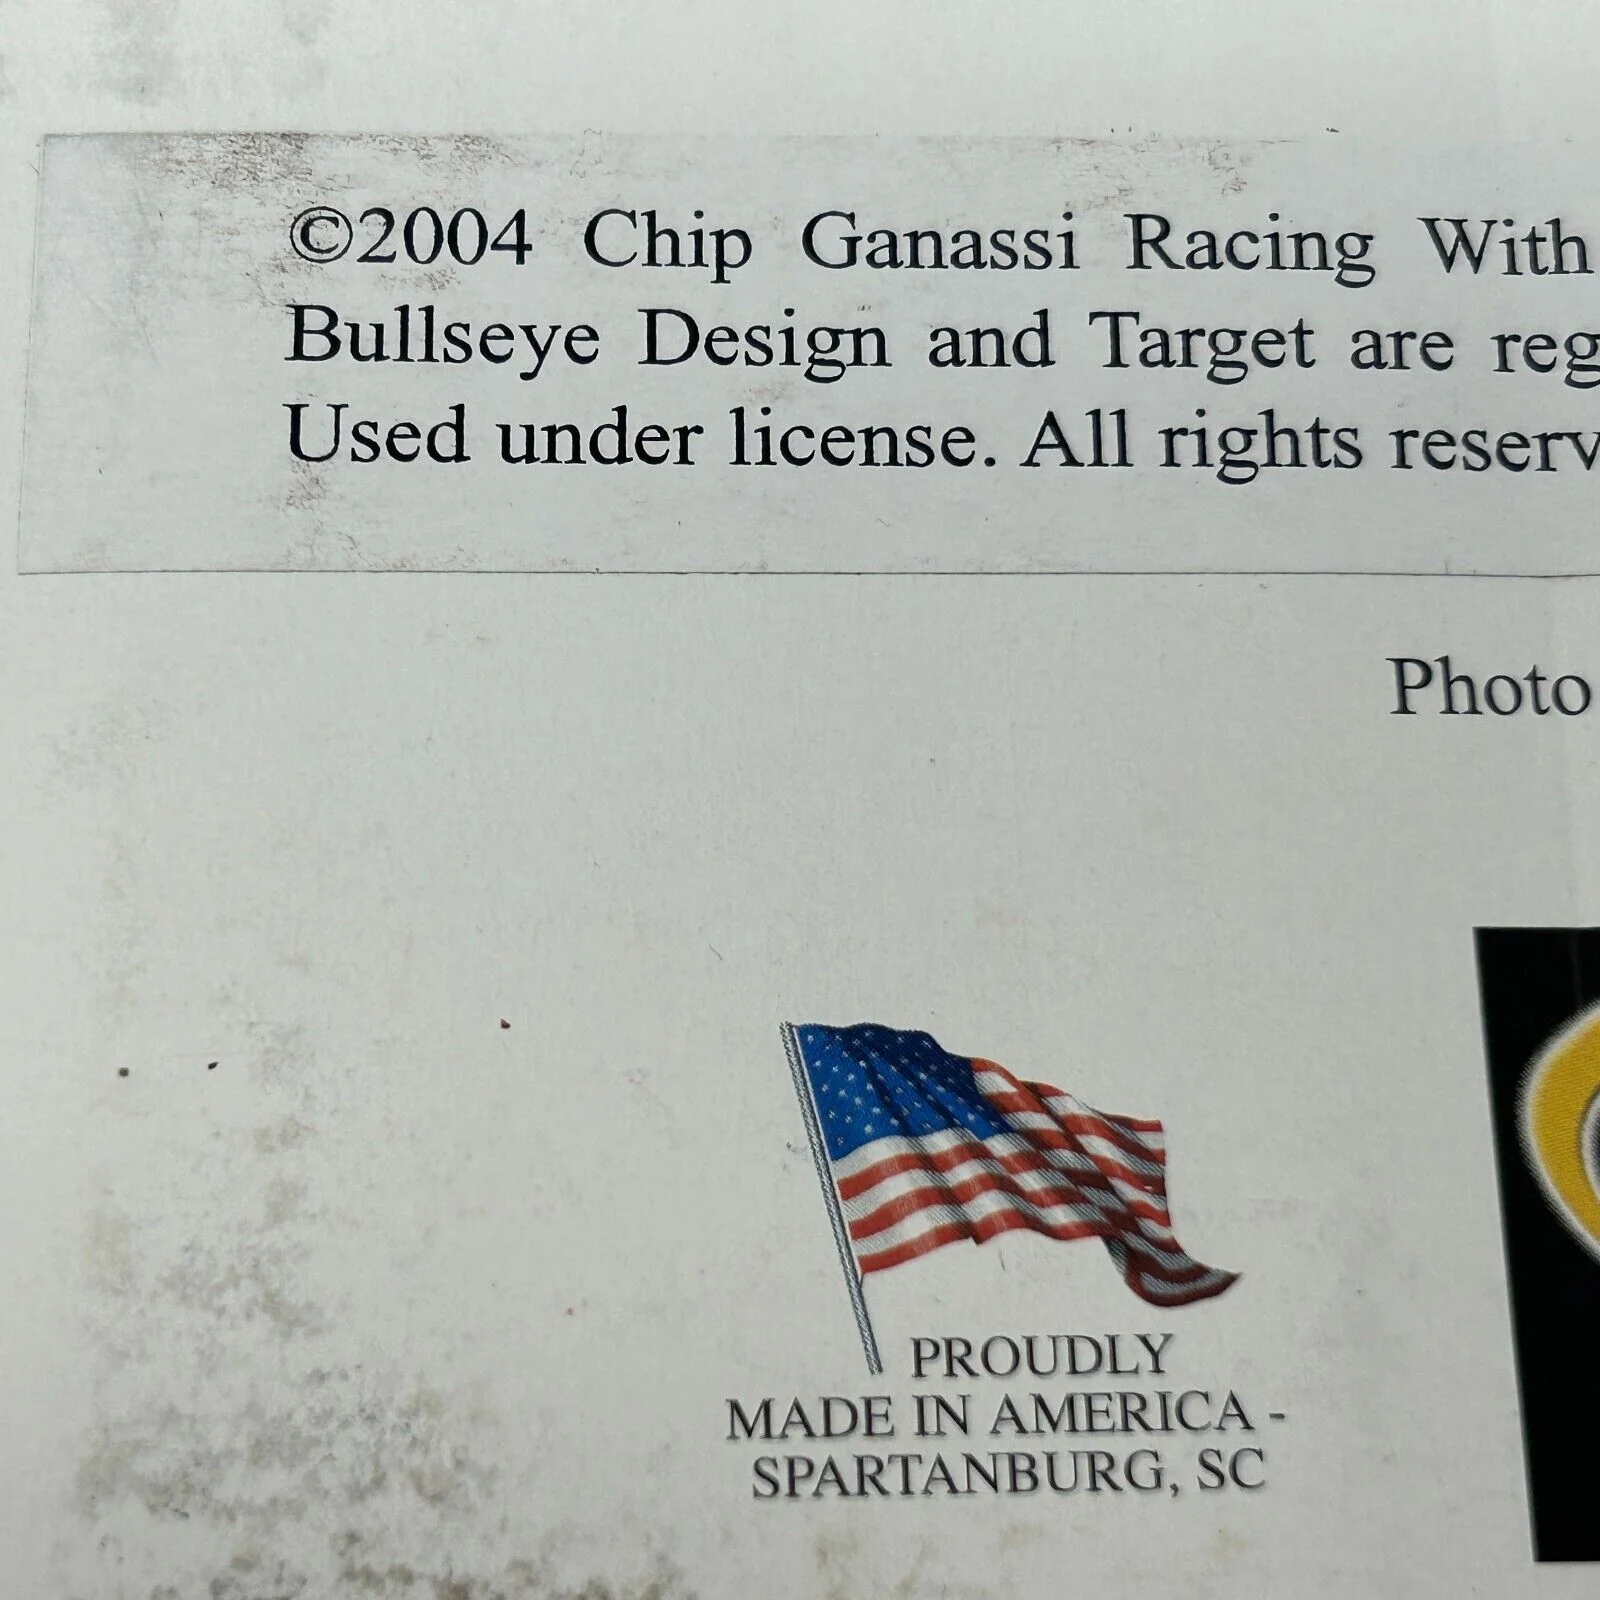 ©2004 Chip Ganassi Racing With
Bullseye Design and Target are reg
Used under license. All rights reserv
Photo
PROUDLY
MADE IN AMERICA -
SPARTANBURG, SC